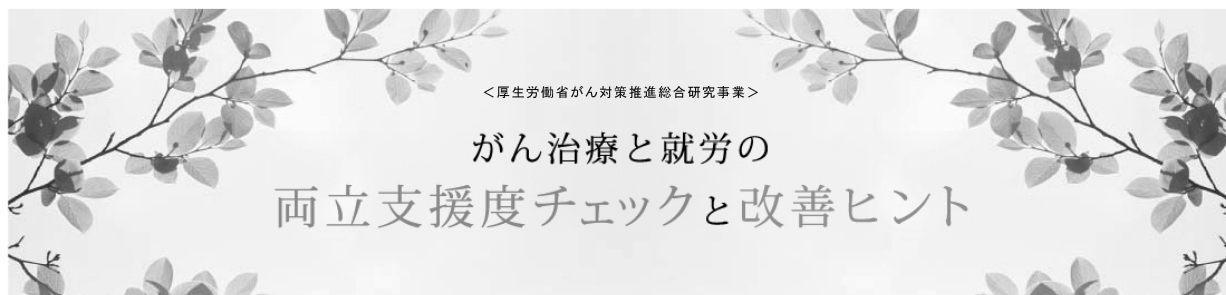 ＜厚生労働省がん対策推進総合研究事業＞
がん治療と就労の
両立支援度チェックと改善ヒント